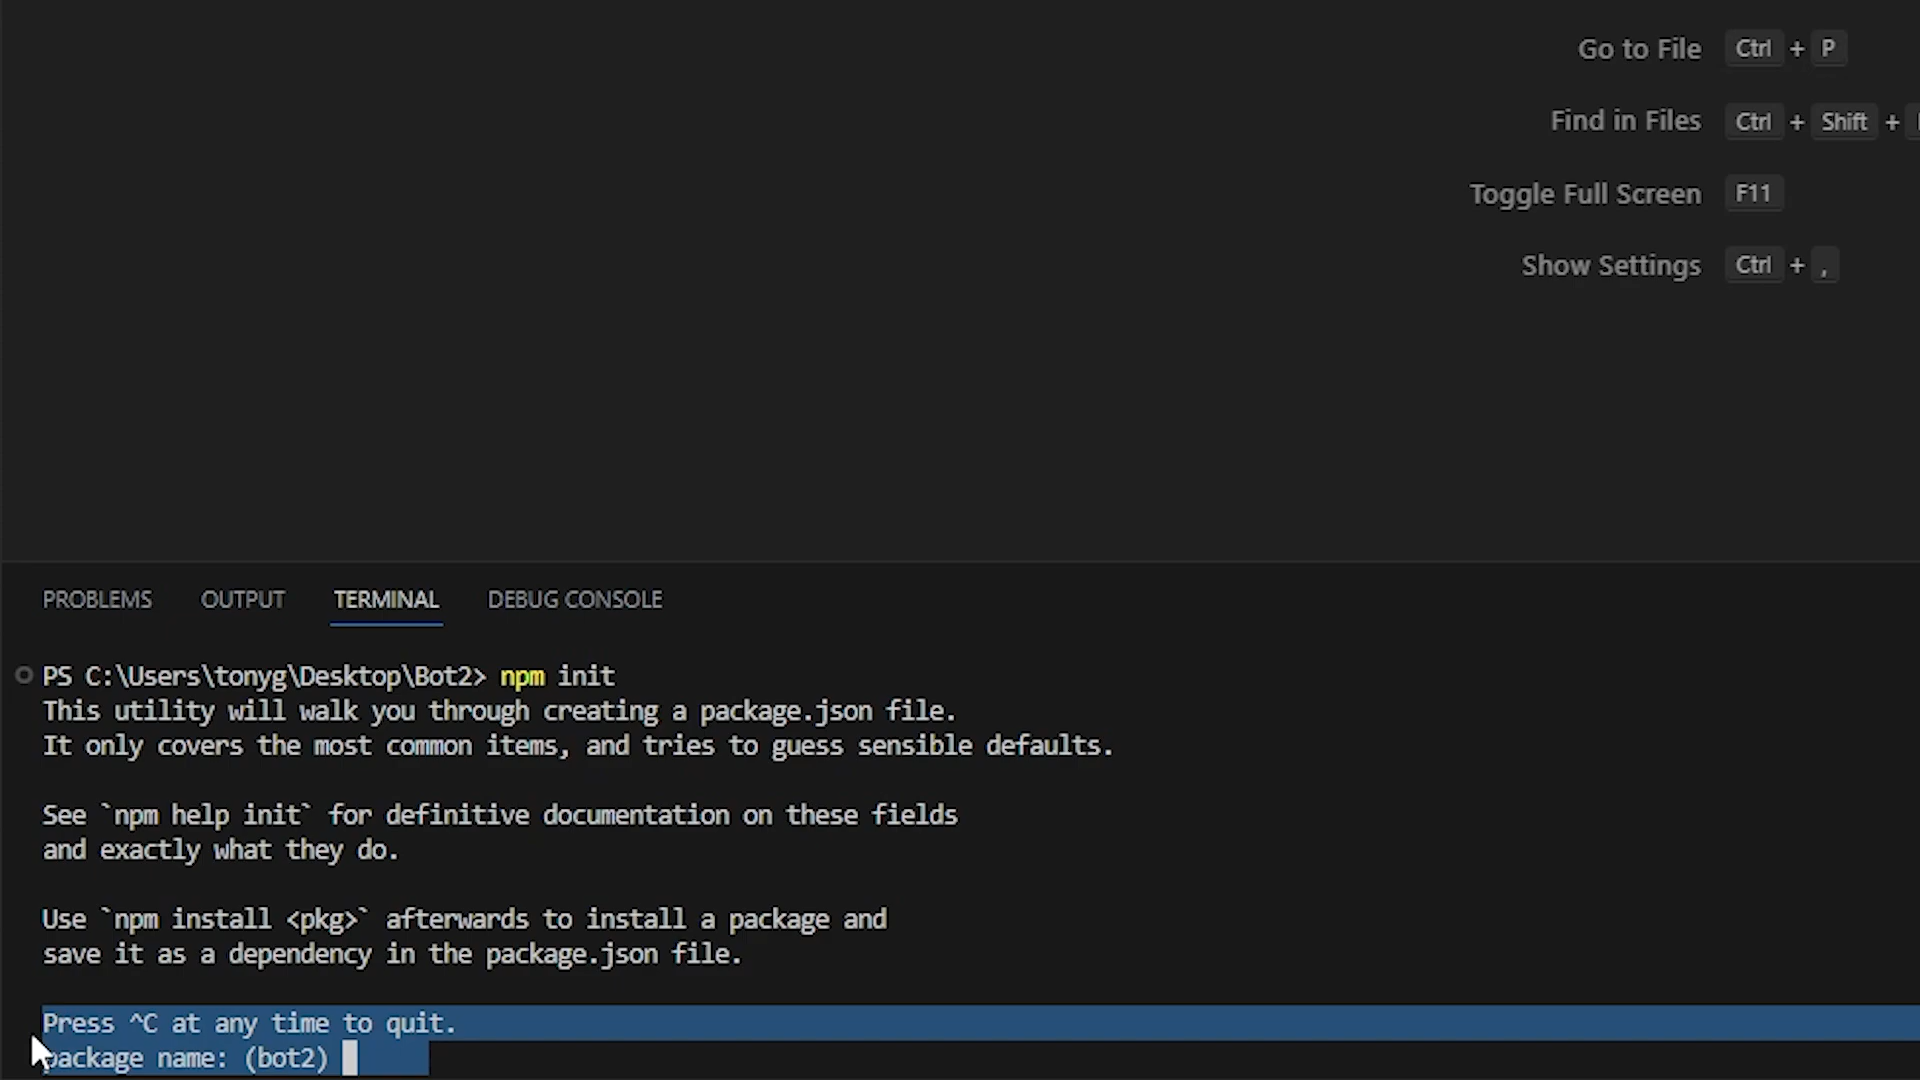 Go to File Ctrl + P
Find in Files Ctrl + Shift +
Toggle Full Screen F11
Show Settings Ctrl + ,
PROBLEMS OUTPUT TERMINAL DEBUG CONSOLE
PS C:\Users\tonyg\Desktop\Bot2> npm init
This utility will walk you through creating a package.json file.
It only covers the most common items, and tries to guess sensible defaults.
See `npm help init` for definitive documentation on these fields
and exactly what they do.
Use `npm install <pkg>` afterwards to install a package and
save it as a dependency in the package.json file.
Press ^C at any time to quit.
package name: (bot2)